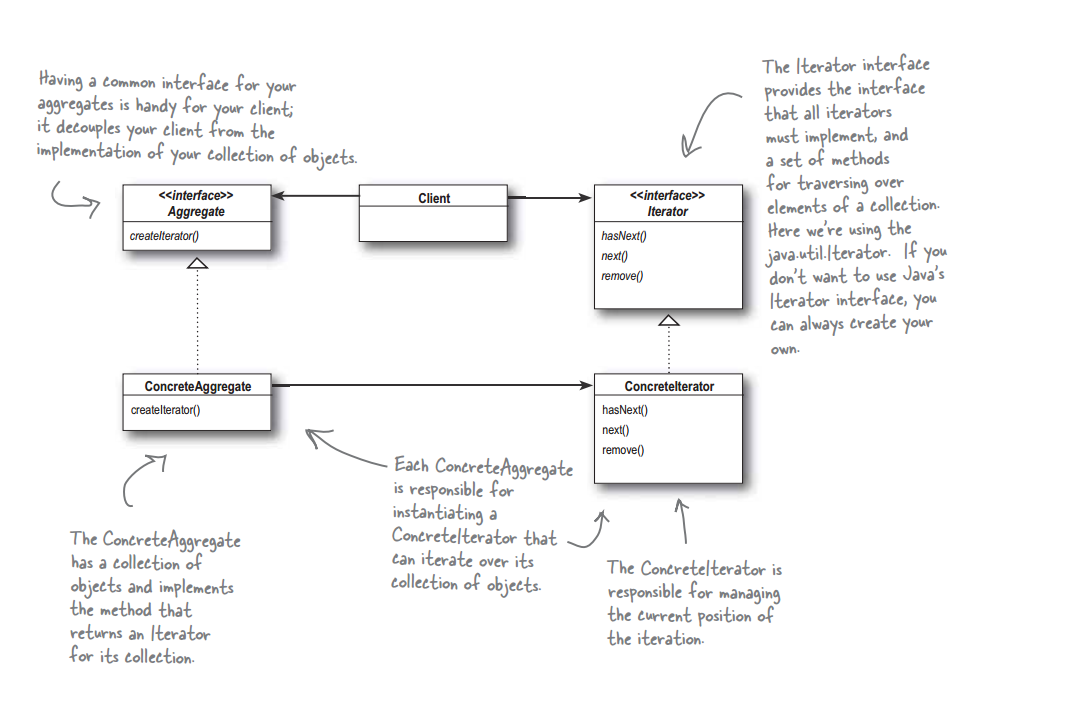 Having a common interface for your
aggregates is handy for your client;
it decouples your client from the
implementation of your collection of objects.
The Iterator interface
provides the interface
that all iterators
must implement, and
a set of methods
for traversing over
elements of a collection.
Here we're using the
java.util.Iterator. If you
don't want to use Java's
Iterator interface, you
can always create your
own.
<<interface>>
Aggregate
createIterator()
Client
<<interface>>
Iterator
hasNext()
next()
remove()
ConcreteAggregate
createIterator()
ConcreteIterator
hasNext()
next()
remove()
Each ConcreteAggregate
is responsible for
instantiating a
ConcreteIterator that
can iterate over its
collection of objects.
The ConcreteAggregate
has a collection of
objects and implements
the method that
returns an Iterator
for its collection.
The ConcreteIterator is
responsible for managing
the current position of
the iteration.